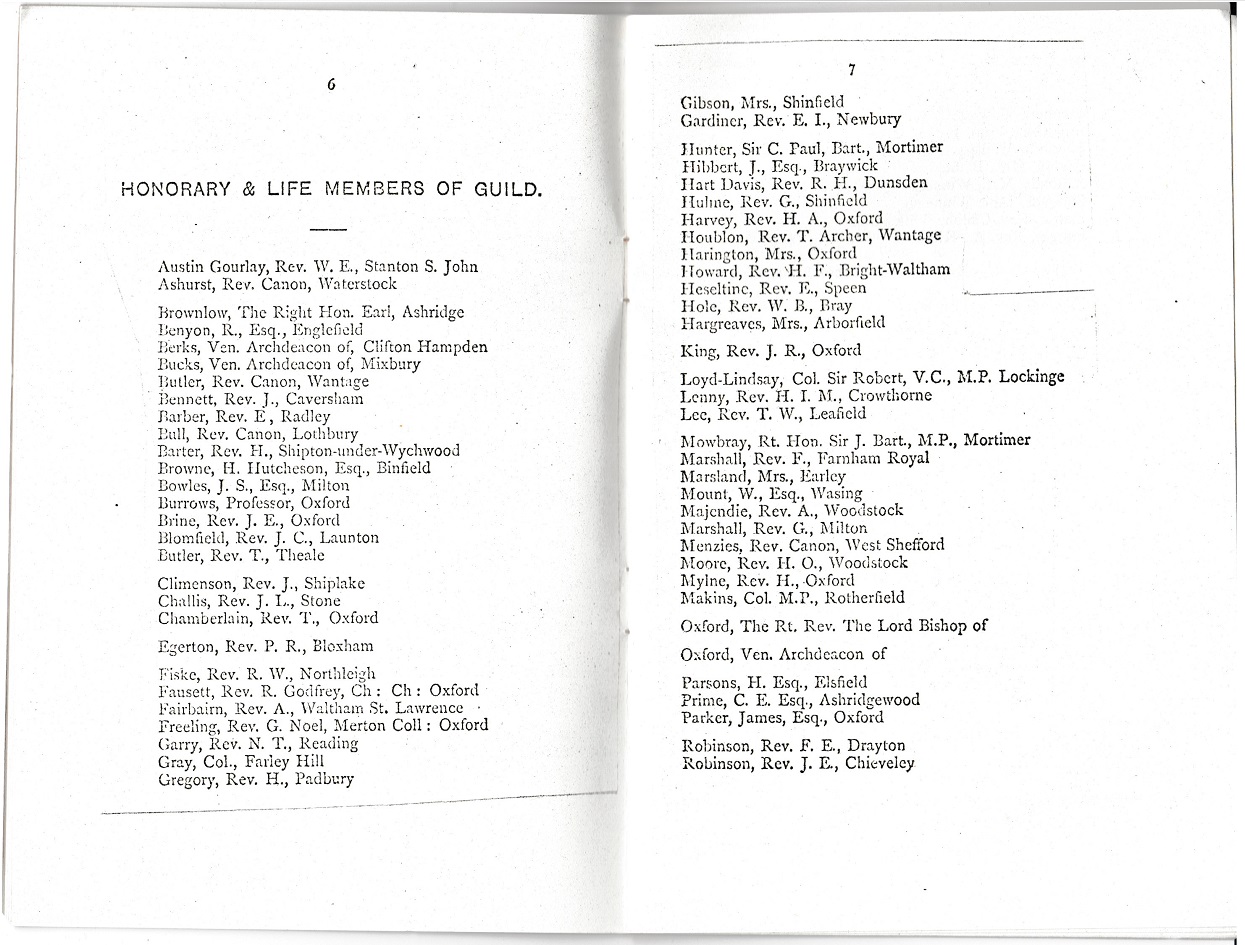 6
HONORARY & LIFE MEMBERS OF GUILD.
Austin Gourlay, Rev. W. E., Stanton S. John
Ashurst, Rev. Canon, Waterstock
Brownlow, The Right Hon. Earl, Ashridge
Benyon, R., Esq., Englefield
Berks, Ven. Archdeacon of, Clifton Hampden
Bucks, Ven. Archdeacon of, Mixbury
Butler, Rev. Canon, Wantage
Bennett, Rev. J., Caversham
Barber, Rev. E , Radley
Bull, Rev. Canon, Lothbury
Barter, Rev. H., Shipton-under-Wychwood
Browne, H. Hutcheson, Esq., Binfield
Bowles, J. S., Esq., Milton
Burrows, Professor, Oxford
Brine, Rev. J. E., Oxford
Blomfield, Rev. J. C., Launton
Butler, Rev. T., Theale
Climenson, Rev. J., Shiplake
Challis, Rev. J. L., Stone
Chamberlain, Rev. T., Oxford
Egerton, Rev. P. R., Bloxham
Fiske, Rev. R. W., Northleigh
Fausett, Rev. R. Godfrey, Ch : Ch : Oxford
Fairbairn, Rev. A., Waltham St. Lawrence
Freeling, Rev. G. Noel, Merton Coll : Oxford
Garry, Rev. N. T., Reading
Gray, Col., Farley Hill
Gregory, Rev. H., Padbury
7
Gibson, Mrs., Shinfield
Gardiner, Rev. E. I., Newbury
Hunter, Sir C. Paul, Bart., Mortimer
Hibbert, J., Esq., Braywick
Hart Davis, Rev. R. H., Dunsden
Hulme, Rev. G., Shinfield
Harvey, Rev. H. A., Oxford
Houblon, Rev. T. Archer, Wantage
Harington, Mrs., Oxford
Howard, Rev. H. F., Bright-Waltham
Heseltine, Rev. E., Speen
Hole, Rev. W. B., Bray
Hargreaves, Mrs., Arborfield
King, Rev. J. R., Oxford
Loyd-Lindsay, Col. Sir Robert, V.C., M.P. Lockinge
Lenny, Rev. H. I. M., Crowthorne
Lee, Rev. T. W., Leafield
Mowbray, Rt. Hon. Sir J. Bart., M.P., Mortimer
Marshall, Rev. F., Farnham Royal
Marsland, Mrs., Earley
Mount, W., Esq., Wasing
Majendie, Rev. A., Woodstock
Marshall, Rev. G., Milton
Menzies, Rev. Canon, West Shefford
Moore, Rev. H. O., Woodstock
Mylne, Rev. H., Oxford
Makins, Col. M.P., Rotherfield
Oxford, The Rt. Rev. The Lord Bishop of
Oxford, Ven. Archdeacon of
Parsons, H. Esq., Elsfield
Prime, C. E. Esq., Ashridgewood
Parker, James, Esq., Oxford
Robinson, Rev. F. E., Drayton
Robinson, Rev. J. E., Chieveley